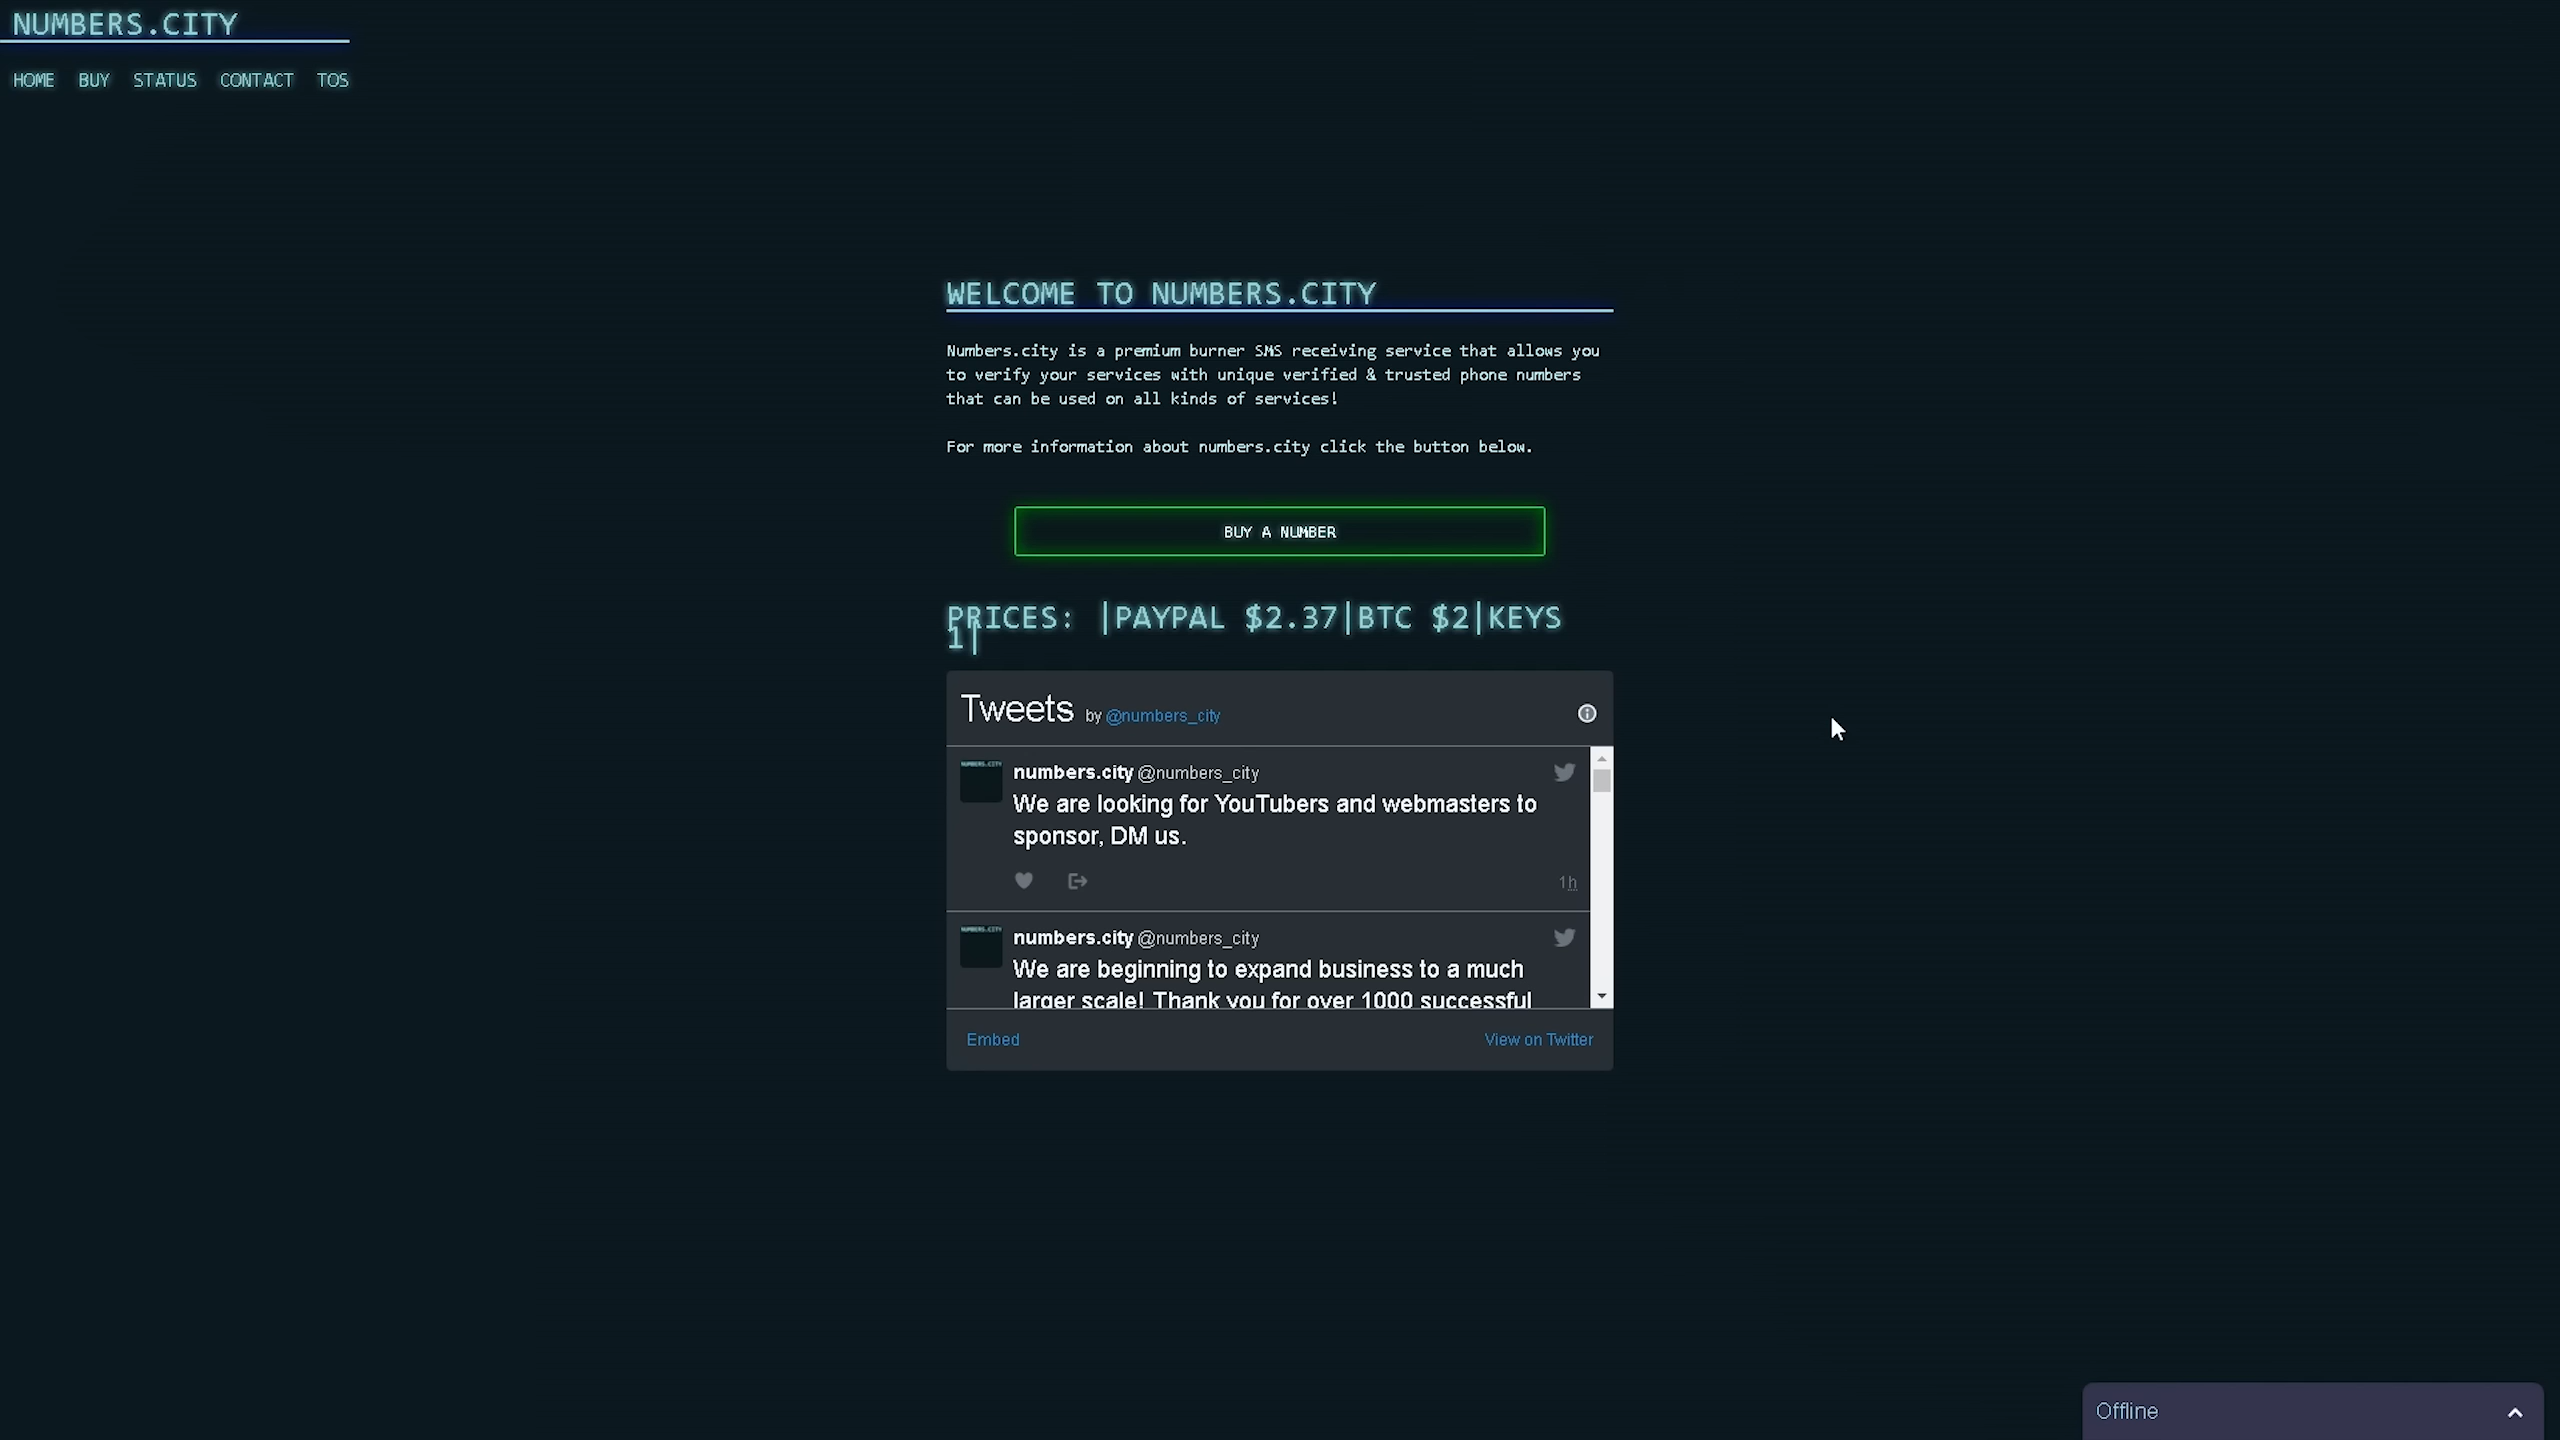 NUMBERS.CITY
HOME BUY STATUS CONTACT TOS
WELCOME TO NUMBERS.CITY
Numbers.city is a premium burner SMS receiving service that allows you
to verify your services with unique verified & trusted phone numbers
that can be used on all kinds of services!
For more information about numbers.city click the button below.
BUY A NUMBER
PRICES: |PAYPAL $2.37|BTC $2|KEYS
1|
Tweets by @numbers_city
NUMBERS.CITY
numbers.city @numbers_city
We are looking for YouTubers and webmasters to
sponsor, DM us.
1h
NUMBERS.CITY
numbers.city @numbers_city
We are beginning to expand business to a much
larger scale! Thank you for over 1000 successful
Embed
View on Twitter
Offline